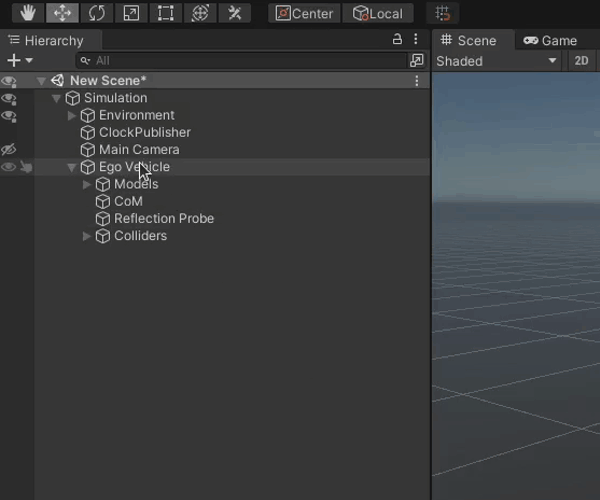 Center Local
Hierarchy
Scene Game
All
Shaded 2D
New Scene*
Simulation
Environment
ClockPublisher
Main Camera
Ego Vehicle
Models
CoM
Reflection Probe
Colliders